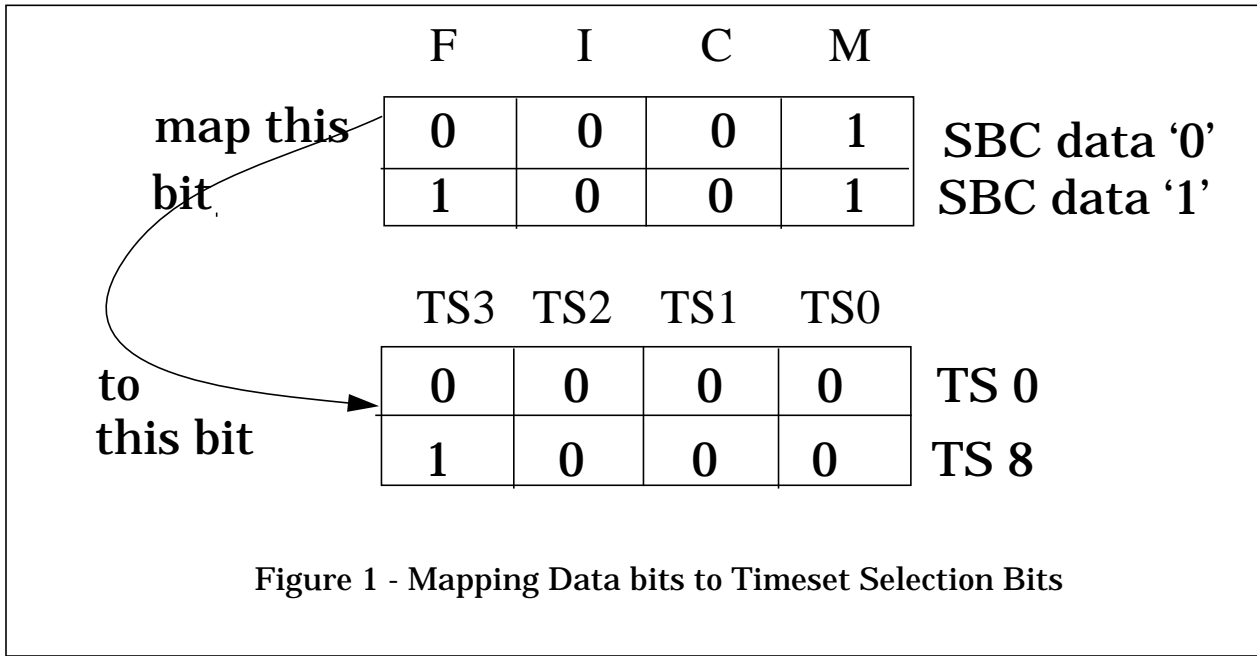 F I C M
map this 0 0 0 1 SBC data ‘0’
bit 1 0 0 1 SBC data ‘1’
TS3 TS2 TS1 TS0
to 0 0 0 0 TS 0
this bit 1 0 0 0 TS 8
Figure 1 - Mapping Data bits to Timeset Selection Bits